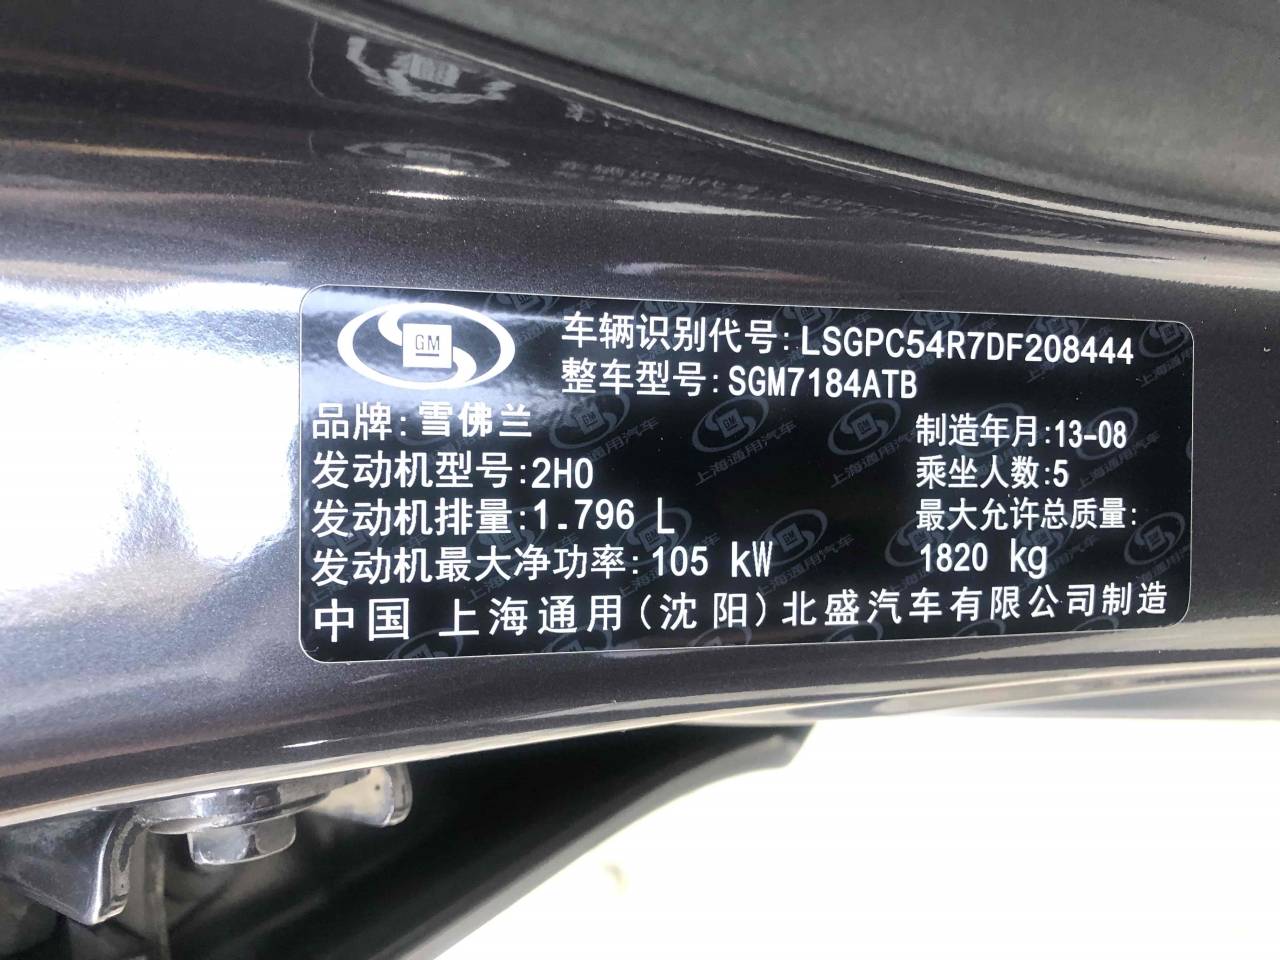 GM
车辆识别代号:LSGPC54R7DF208444
整车型号:SGM7184ATB
品牌:雪佛兰
制造年月:13-08
发动机型号:2H0
乘坐人数:5
发动机排量:1.796 L
最大允许总质量:
发动机最大净功率:105 kW
1820 kg
中国 上海通用(沈阳)北盛汽车有限公司制造